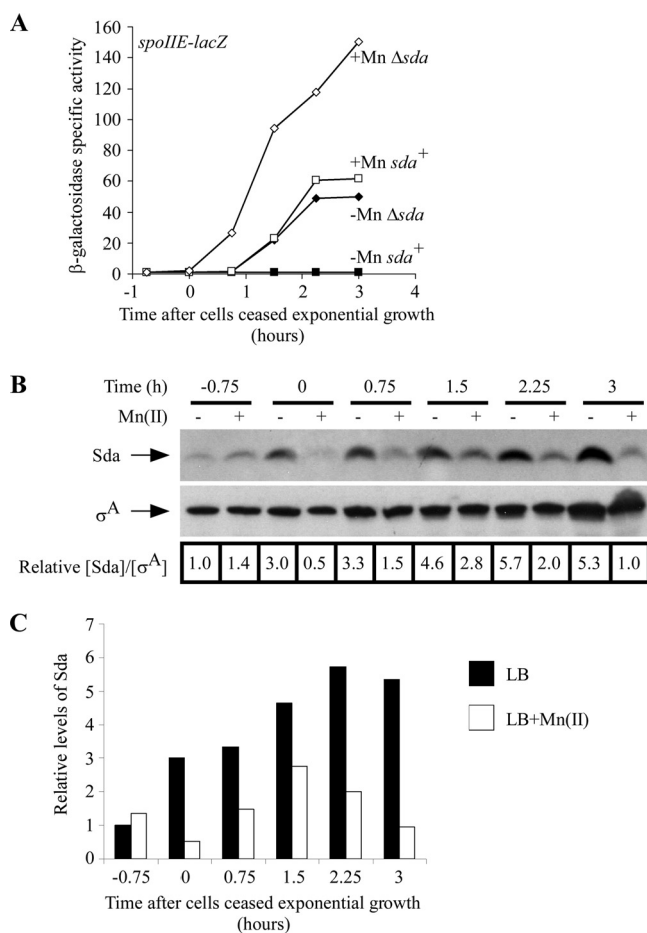 A
spoIIE-lacZ
β-galactosidase specific activity
160
140
120
100
80
60
40
20
0
+Mn Δsda
+Mn sda+
-Mn Δsda
-Mn sda+
-1 0 1 2 3 4
Time after cells ceased exponential growth
(hours)
B
Time (h) -0.75 0 0.75 1.5 2.25 3
Mn(II) - + - + - + - + - + - +
Sda
σA
Relative [Sda]/[σA] 1.0 1.4 3.0 0.5 3.3 1.5 4.6 2.8 5.7 2.0 5.3 1.0
C
Relative levels of Sda
7
6
5
4
3
2
1
0
LB
LB+Mn(II)
-0.75 0 0.75 1.5 2.25 3
Time after cells ceased exponential growth
(hours)